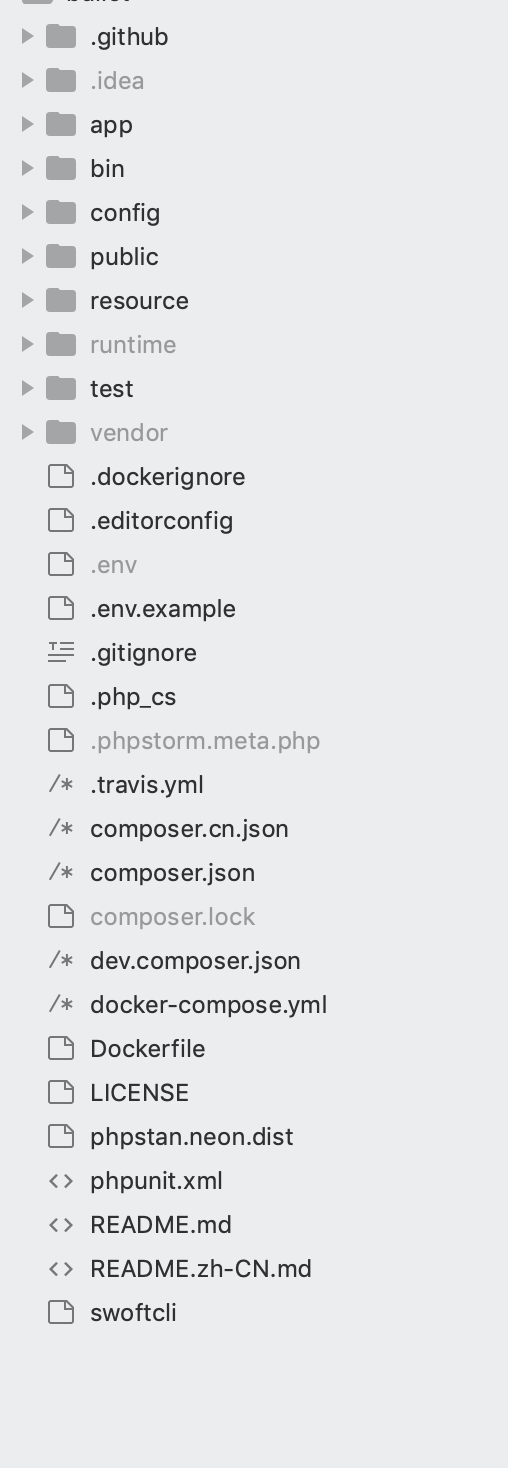 .github
.idea
app
bin
config
public
resource
runtime
test
vendor
.dockerignore
.editorconfig
.env
.env.example
.gitignore
.php_cs
.phpstorm.meta.php
.travis.yml
composer.cn.json
composer.json
composer.lock
dev.composer.json
docker-compose.yml
Dockerfile
LICENSE
phpstan.neon.dist
phpunit.xml
README.md
README.zh-CN.md
swoftcli